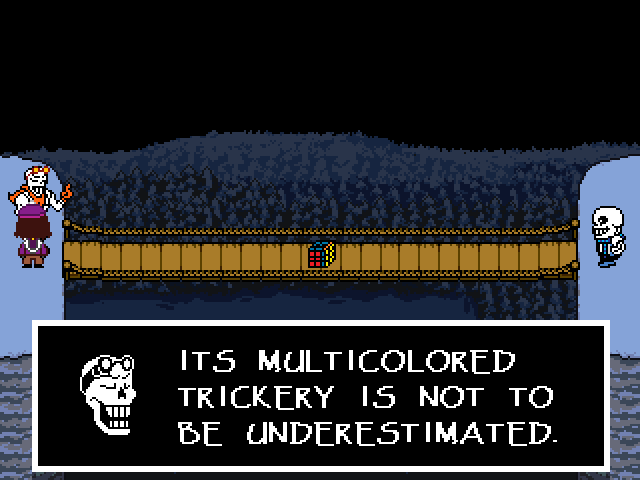 ITS MULTICOLORED
TRICKERY IS NOT TO
BE UNDERESTIMATED.